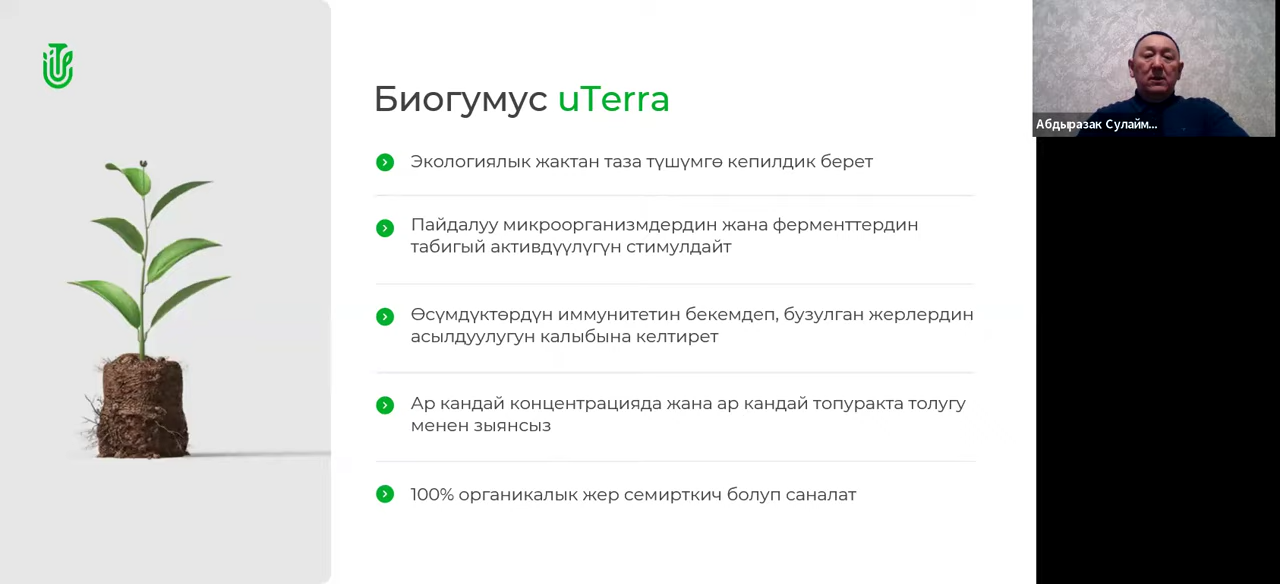 Биогумус uTerra
Экологиялык жактан таза түшүмгө кепилдик берет
Пайдалуу микроорганизмдердин жана ферменттердин
табигый активдүүлүгүн стимулдайт
Өсүмдүктөрдүн иммунитетин бекемдеп, бузулган жерлердин
асылдуулугун калыбына келтирет
Ар кандай концентрацияда жана ар кандай топуракта толугу
менен зыянсыз
100% органикалык жер семирткич болуп саналат
Абдыразак Сулайм...